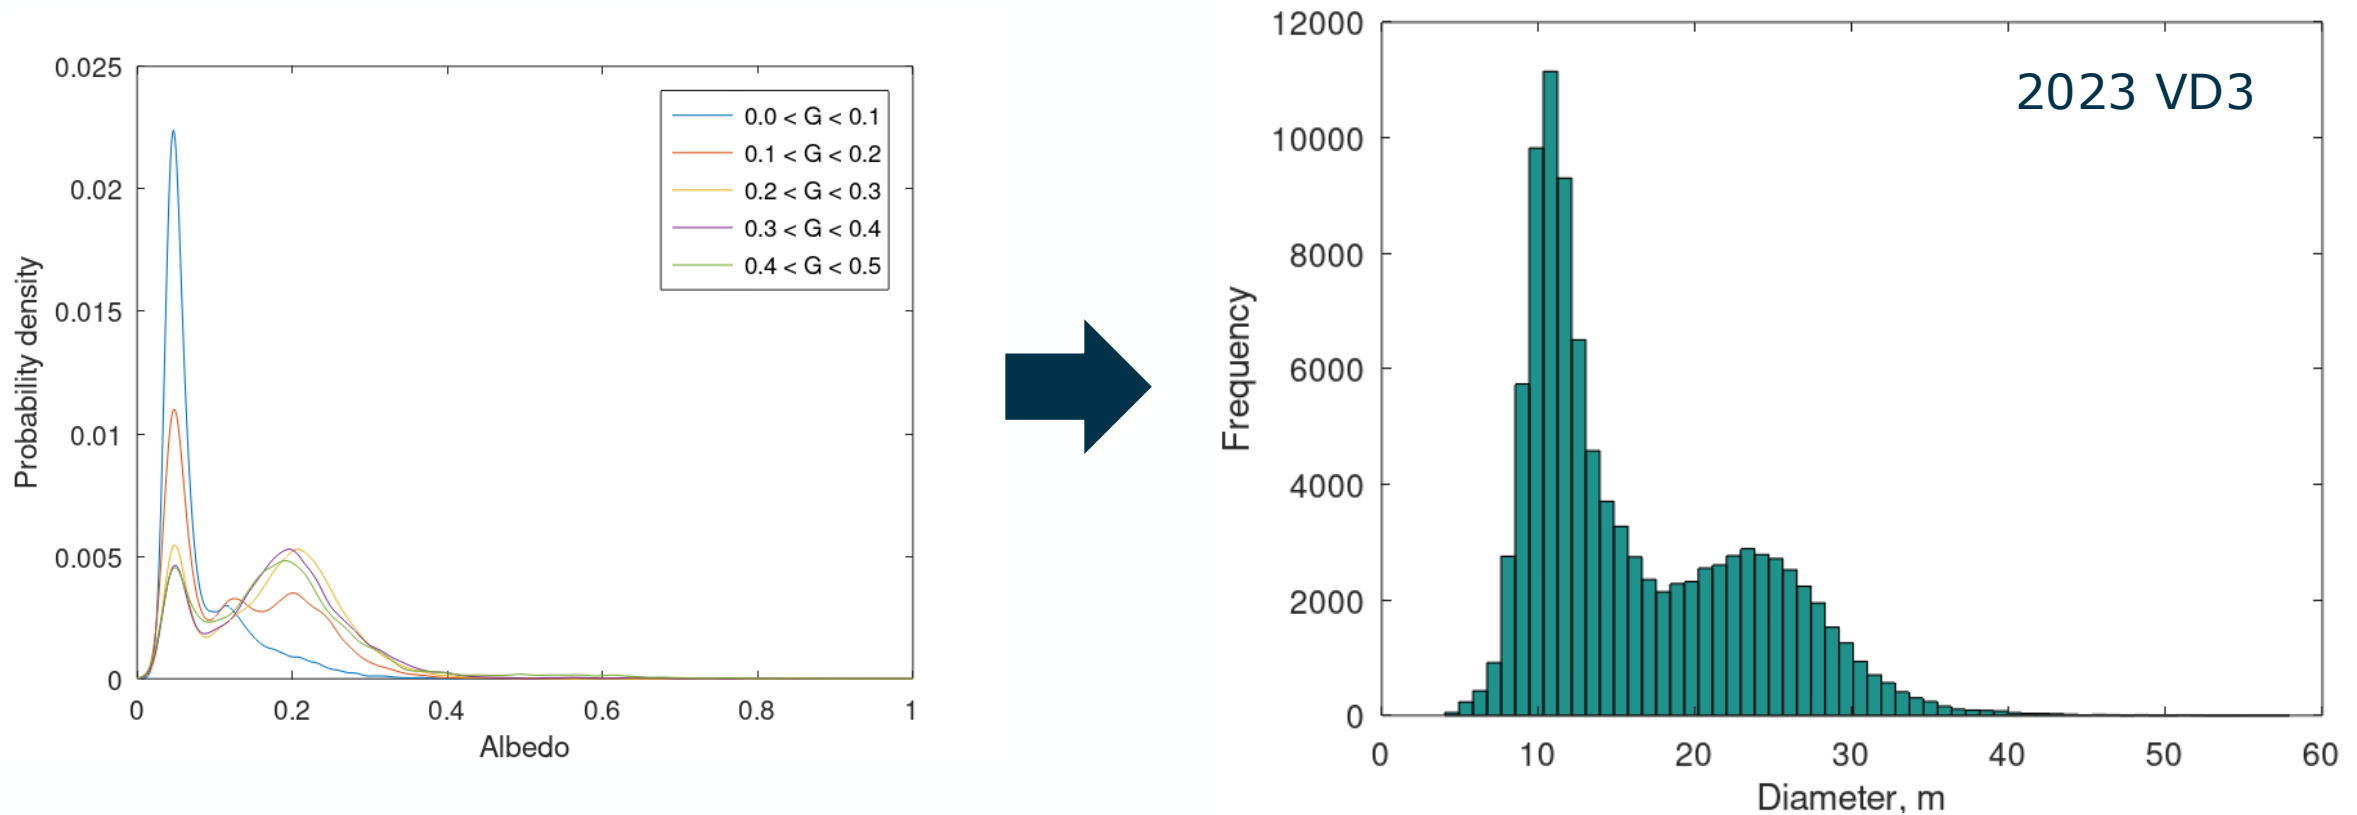 0.025
0.02
0.015
0.01
0.005
0
Probability density
0
0.2
0.4
0.6
0.8
1
Albedo
0.0 < G < 0.1
0.1 < G < 0.2
0.2 < G < 0.3
0.3 < G < 0.4
0.4 < G < 0.5
12000
10000
8000
6000
4000
2000
0
Frequency
2023 VD3
0
10
20
30
40
50
60
Diameter, m